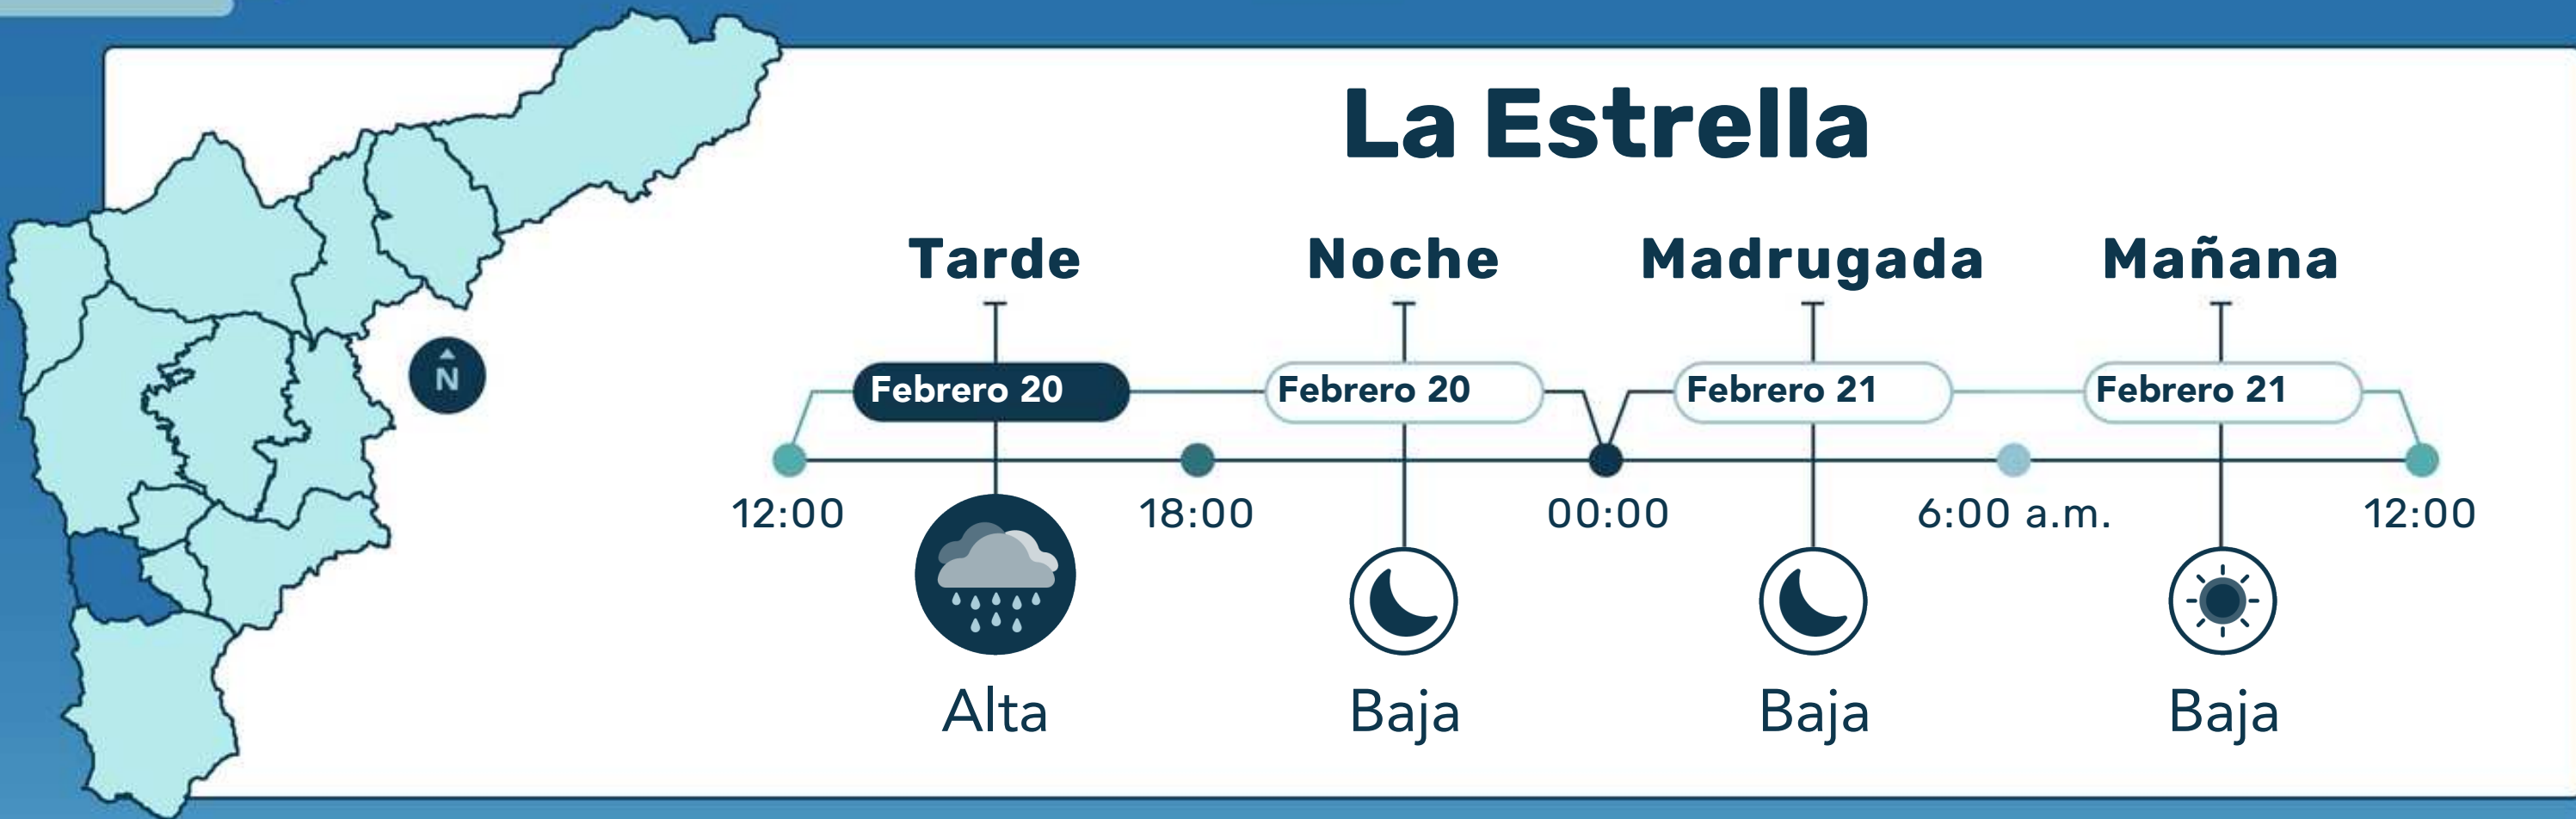 La Estrella
Tarde
Noche
Madrugada
Mañana
Febrero 20
Febrero 20
Febrero 21
Febrero 21
N
12:00
18:00
00:00
6:00 a.m.
12:00
Alta
Baja
Baja
Baja